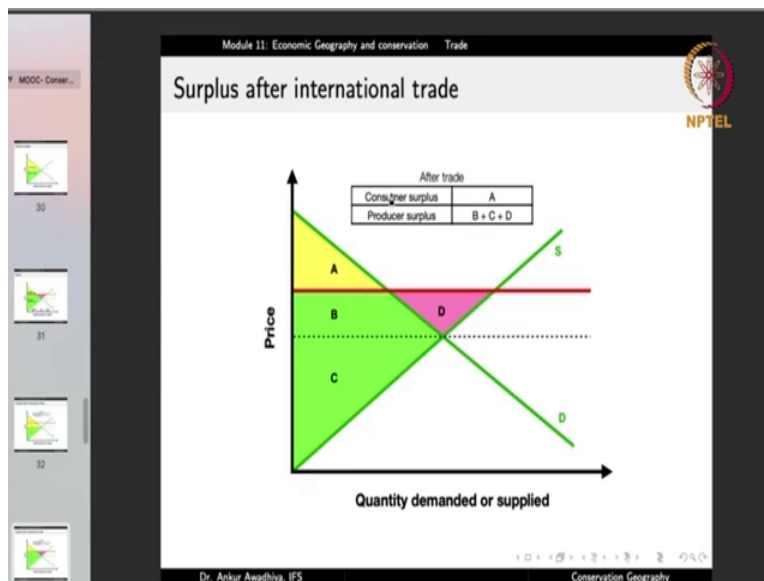 Module 11: Economic Geography and conservation Trade
MOOC- Conser...
Surplus after international trade
NPTEL
After trade
Consumer surplus A
Producer surplus B + C + D
S
A
B
D
C
Price
D
Quantity demanded or supplied
30
31
32
Dr. Ankur Awadhiya, IFS Conservation Geography